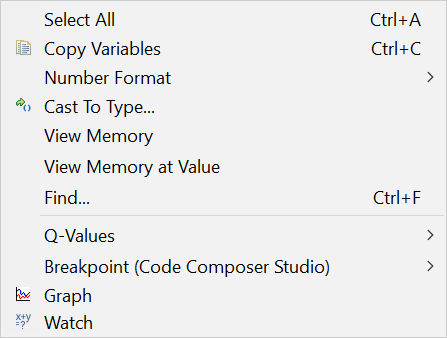 Select All Ctrl+A
Copy Variables Ctrl+C
Number Format
Cast To Type...
View Memory
View Memory at Value
Find... Ctrl+F
Q-Values
Breakpoint (Code Composer Studio)
Graph
x+y
=?
Watch